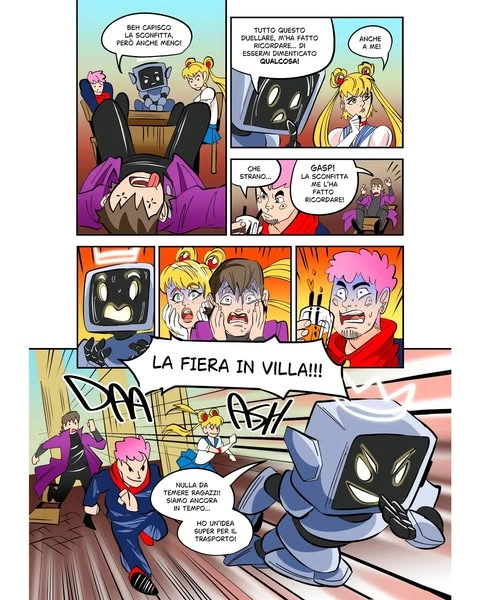 BEH CAPISCO
LA SCONFITTA,
PERÒ ANCHE MENO!
TUTTO QUESTO
DUELLARE, M'HA FATTO
RICORDARE... DI
ESSERMI DIMENTICATO
QUALCOSA!
ANCHE
A ME!
CHE
STRANO...
GASP!
LA SCONFITTA
ME L'HA
FATTO
RICORDARE!
LA FIERA IN VILLA!!!
DAA
ASH
NULLA DA
TEMERE RAGAZZI!
SIAMO ANCORA
IN TEMPO...
HO UN'IDEA
SUPER PER IL
TRASPORTO!